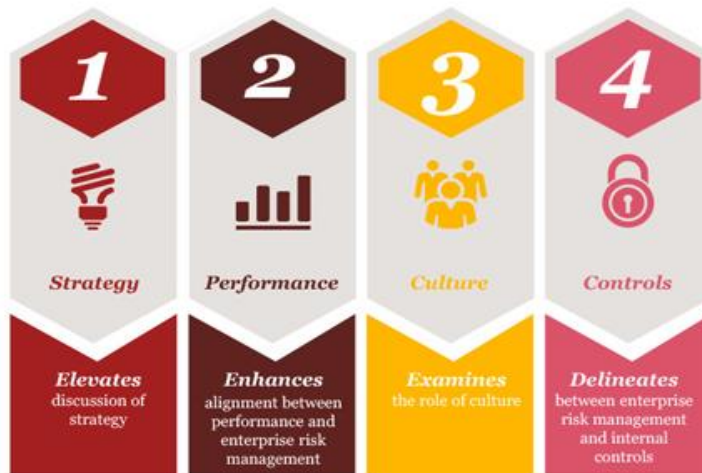 1
Strategy
Elevates
discussion of
strategy
2
Performance
Enhances
alignment between
performance and
enterprise risk
management
3
Culture
Examines
the role of culture
4
Controls
Delineates
between enterprise
risk management
and internal
controls